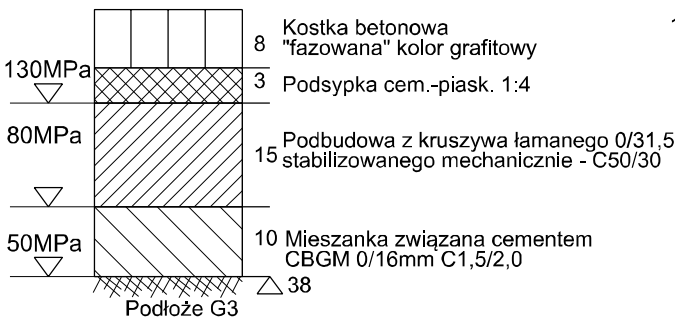 8 Kostka betonowa
"fazowana" kolor grafitowy
130MPa
3 Podsypka cem.-piask. 1:4
80MPa
15 Podbudowa z kruszywa łamanego 0/31,5
stabilizowanego mechanicznie - C50/30
50MPa
10 Mieszanka związana cementem
CBGM 0/16mm C1,5/2,0
38
Podłoże G3